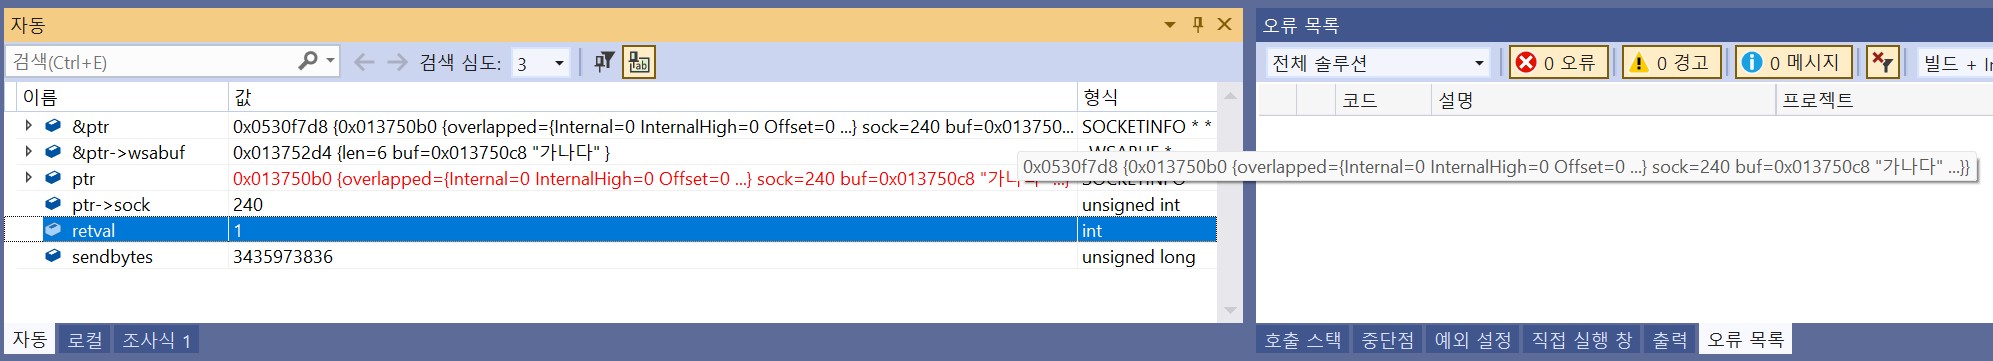 자동
검색(Ctrl+E)
검색 심도: 3
이름 값 형식
&ptr 0x0530f7d8 {0x013750b0 {overlapped={Internal=0 InternalHigh=0 Offset=0 ...} sock=240 buf=0x013750... SOCKETINFO * *
&ptr->wsabuf 0x013752d4 {len=6 buf=0x013750c8 "가나다" }
ptr 0x013750b0 {overlapped={Internal=0 InternalHigh=0 Offset=0 ...} sock=240 buf=0x013750c8 "가나다"
ptr->sock 240 unsigned int
retval 1 int
sendbytes 3435973836 unsigned long
자동 로컬 조사식 1
0x0530f7d8 {0x013750b0 {overlapped={Internal=0 InternalHigh=0 Offset=0 ...} sock=240 buf=0x013750c8 "가나다" ...}}
오류 목록
전체 솔루션 0 오류 0 경고 0 메시지 빌드 +
코드 설명 프로젝트
호출 스택 중단점 예외 설정 직접 실행 창 출력 오류 목록